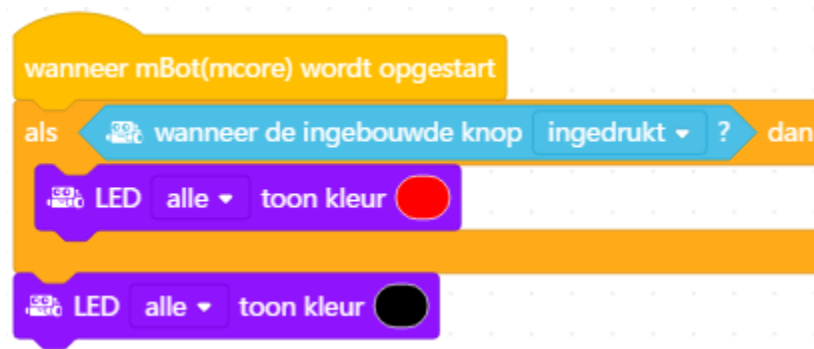 wanneer mBot(mcore) wordt opgestart
als wanneer de ingebouwde knop ingedrukt ? dan
LED alle toon kleur
LED alle toon kleur